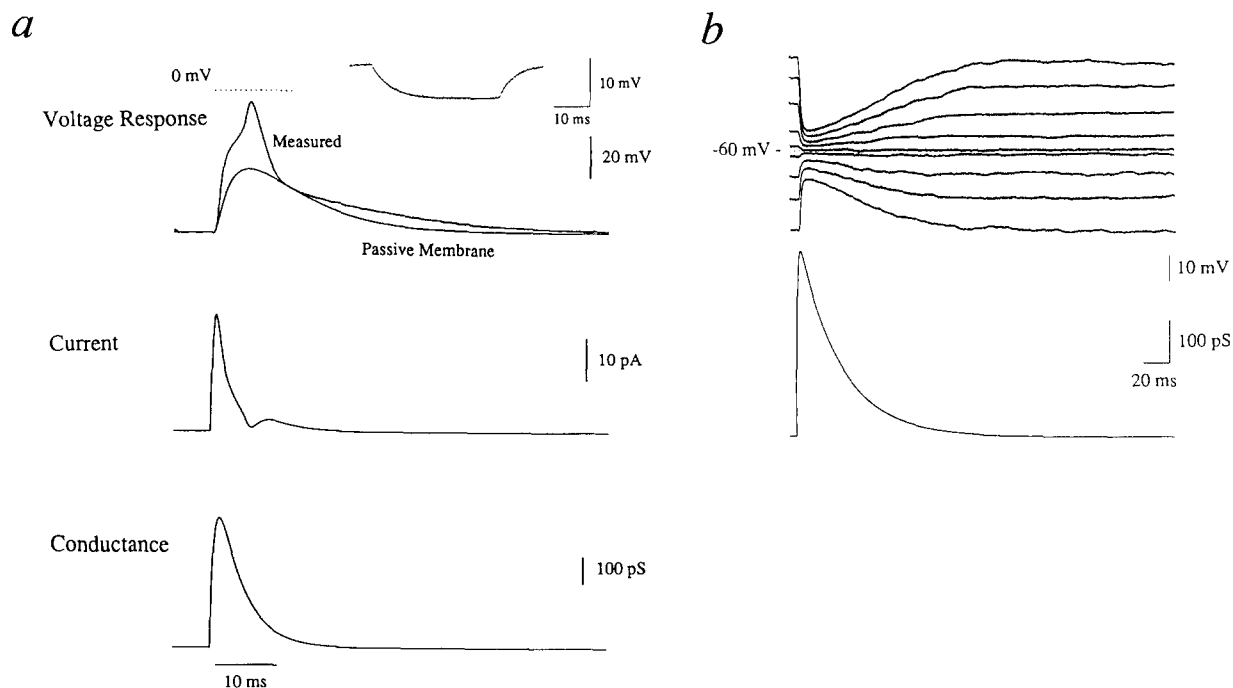 a
0 mV
Voltage Response
10 mV
10 ms
Measured
20 mV
Passive Membrane
Current
10 pA
Conductance
100 pS
10 ms
b
-60 mV -
10 mV
100 pS
20 ms